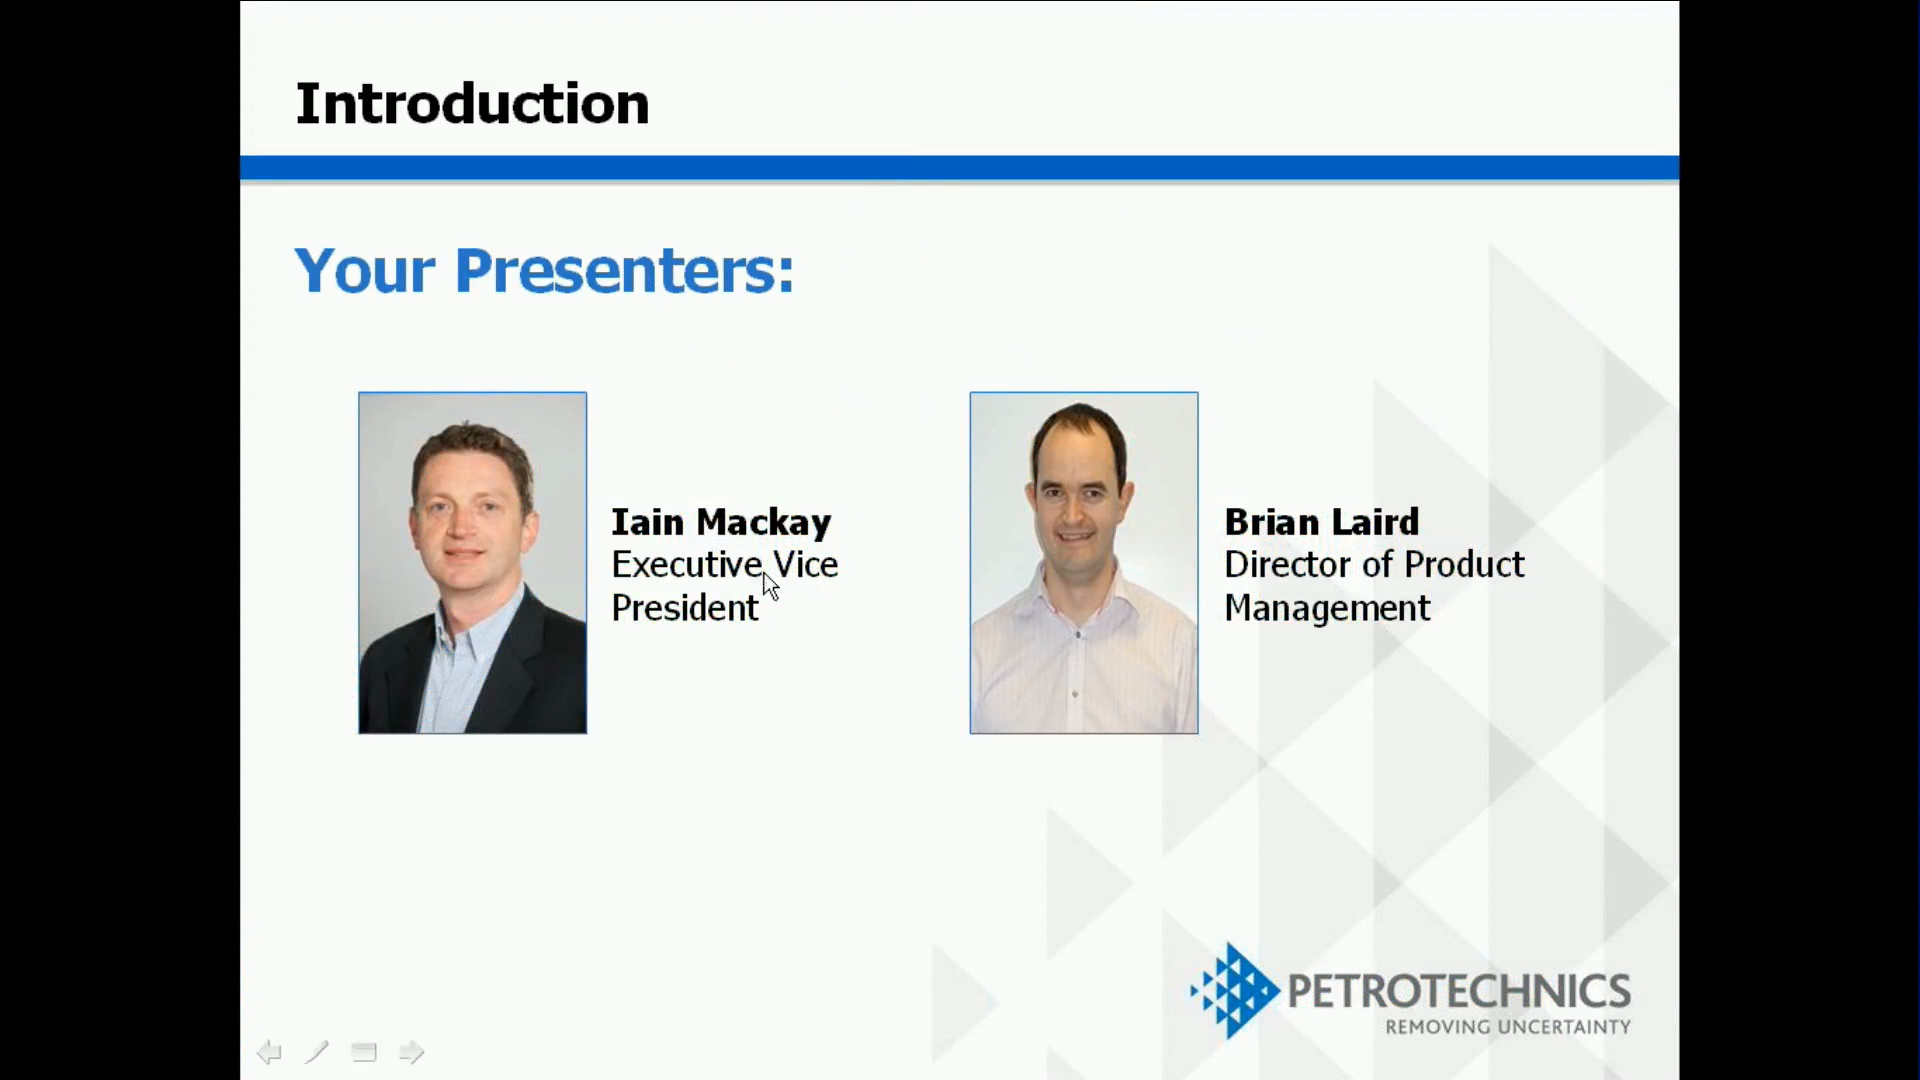 Introduction
Your Presenters:
Iain Mackay
Executive Vice
President
Brian Laird
Director of Product
Management
PETROTECHNICS
REMOVING UNCERTAINTY